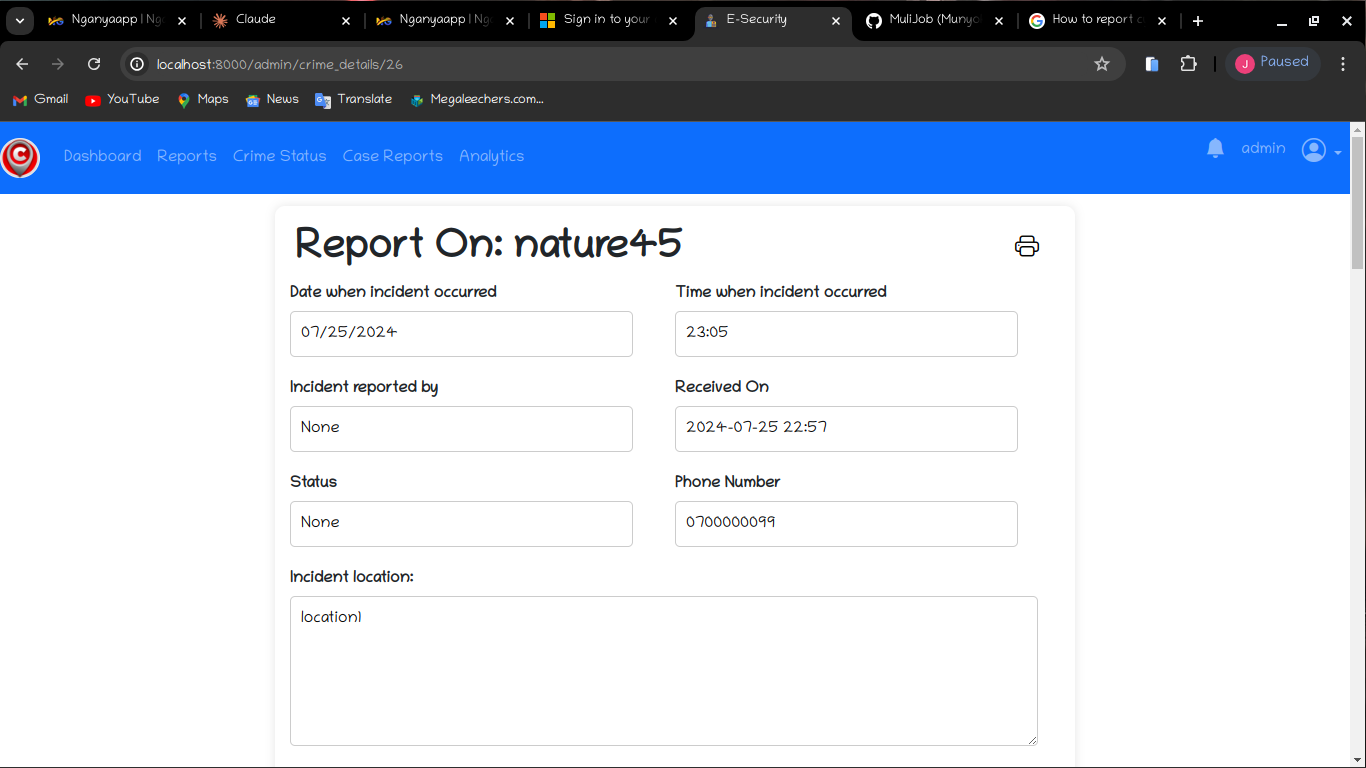 Nganyaapp | Ng
Claude
Nganyaapp | Ng
Sign in to your
E-Security
MuliJob (Munyo
How to report c
localhost:8000/admin/crime_details/26
J Paused
Gmail
YouTube
Maps
News
Translate
Megaleechers.com...
C
Dashboard
Reports
Crime Status
Case Reports
Analytics
admin
Report On: nature45
Date when incident occurred
Time when incident occurred
07/25/2024
23:05
Incident reported by
Received On
None
2024-07-25 22:57
Status
Phone Number
None
0700000099
Incident location:
location1